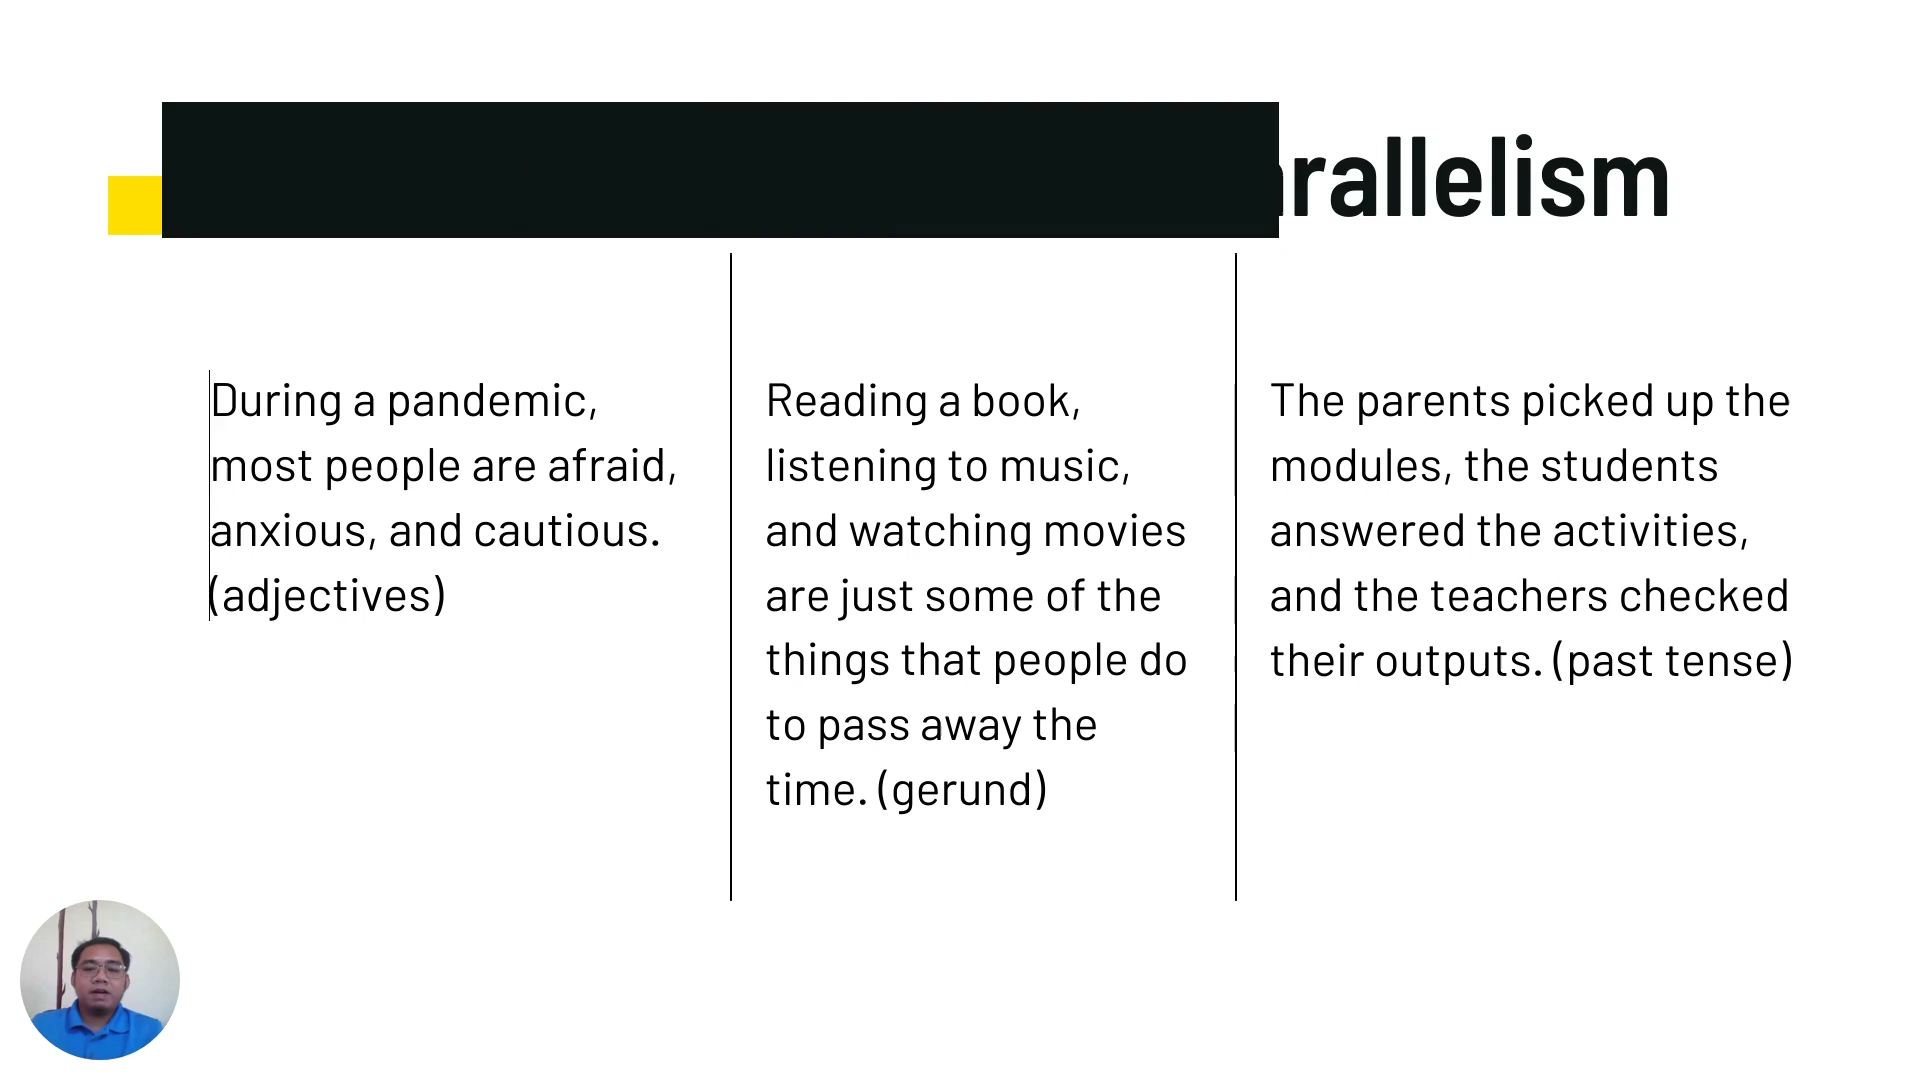 During a pandemic,
most people are afraid,
anxious, and cautious.
(adjectives)
Reading a book,
listening to music,
and watching movies
are just some of the
things that people do
to pass away the
time. (gerund)
The parents picked up the
modules, the students
answered the activities,
and the teachers checked
their outputs. (past tense)